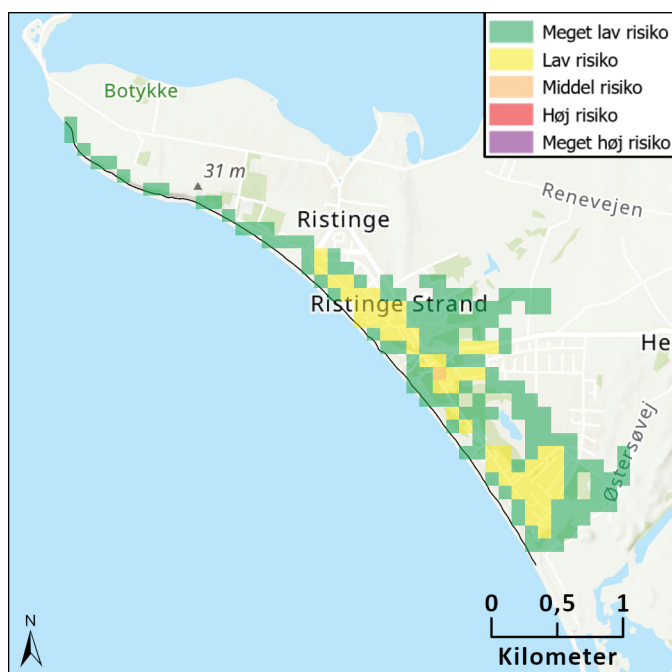 Meget lav risiko
Lav risiko
Middel risiko
Høj risiko
Meget høj risiko
Botykke
31 m
Renevejen
Ristinge
Ristinge Strand
He
Østersøvej
N
0 0,5 1
Kilometer